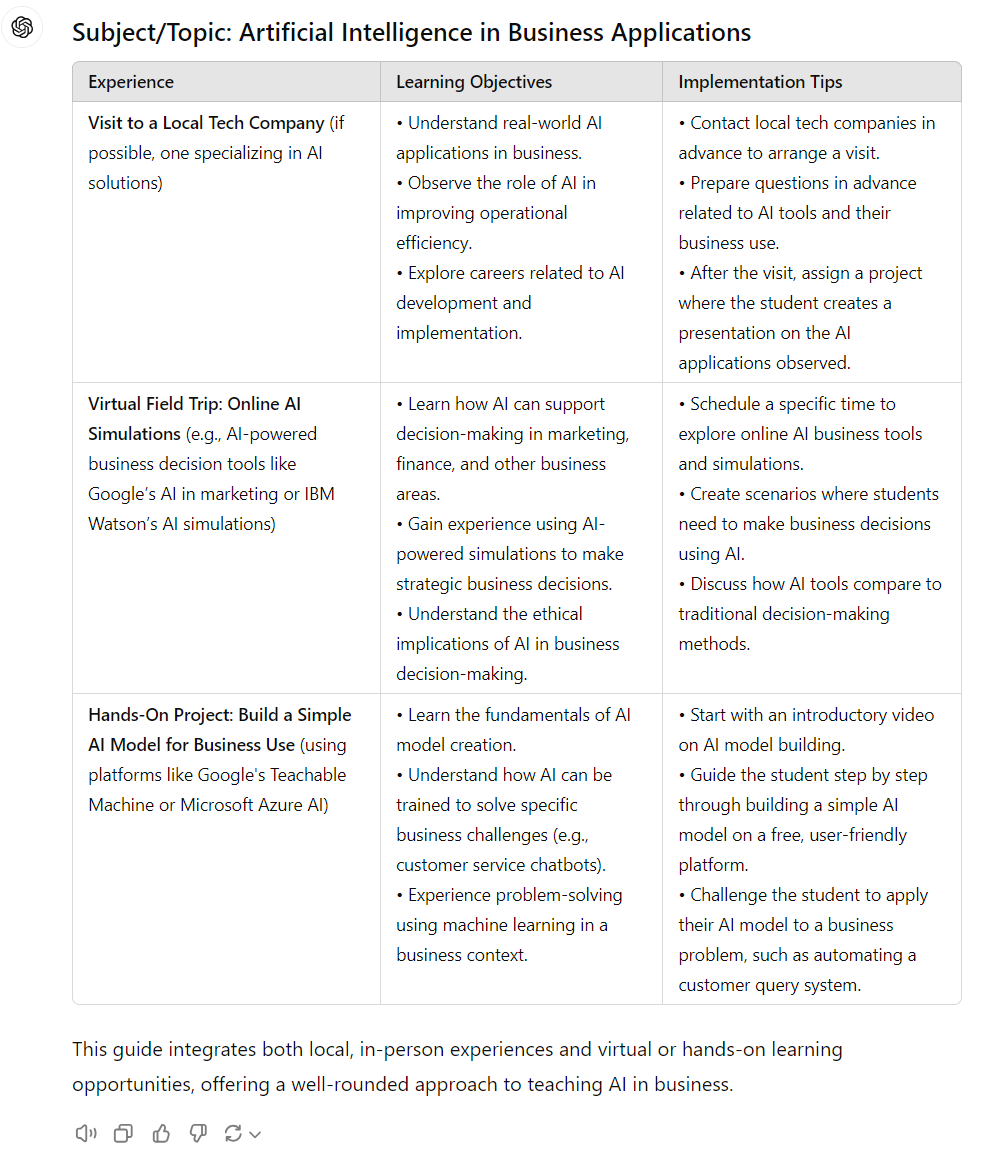 Subject/Topic: Artificial Intelligence in Business Applications
Experience
Learning Objectives
Implementation Tips
Visit to a Local Tech Company (if
possible, one specializing in AI
solutions)
• Understand real-world AI
applications in business.
• Observe the role of AI in
improving operational
efficiency.
• Explore careers related to AI
development and
implementation.
• Contact local tech companies in
advance to arrange a visit.
• Prepare questions in advance
related to AI tools and their
business use.
• After the visit, assign a project
where the student creates a
presentation on the AI
applications observed.
Virtual Field Trip: Online AI
Simulations (e.g., AI-powered
business decision tools like
Google’s AI in marketing or IBM
Watson’s AI simulations)
• Learn how AI can support
decision-making in marketing,
finance, and other business
areas.
• Gain experience using AI-
powered simulations to make
strategic business decisions.
• Understand the ethical
implications of AI in business
decision-making.
• Schedule a specific time to
explore online AI business tools
and simulations.
• Create scenarios where students
need to make business decisions
using AI.
• Discuss how AI tools compare to
traditional decision-making
methods.
Hands-On Project: Build a Simple
AI Model for Business Use (using
platforms like Google's Teachable
Machine or Microsoft Azure AI)
• Learn the fundamentals of AI
model creation.
• Understand how AI can be
trained to solve specific
business challenges (e.g.,
customer service chatbots).
• Experience problem-solving
using machine learning in a
business context.
• Start with an introductory video
on AI model building.
• Guide the student step by step
through building a simple AI
model on a free, user-friendly
platform.
• Challenge the student to apply
their AI model to a business
problem, such as automating a
customer query system.
This guide integrates both local, in-person experiences and virtual or hands-on learning
opportunities, offering a well-rounded approach to teaching AI in business.